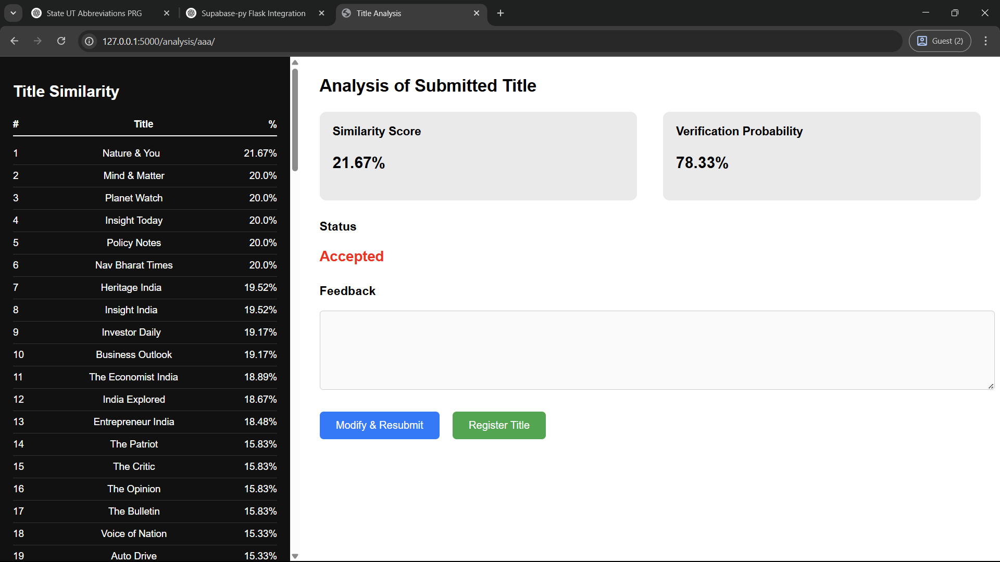 State UT Abbreviations PRG
Supabase-py Flask Integration
Title Analysis
127.0.0.1:5000/analysis/aaa/
Guest (2)
Title Similarity
# Title %
1 Nature & You 21.67%
2 Mind & Matter 20.0%
3 Planet Watch 20.0%
4 Insight Today 20.0%
5 Policy Notes 20.0%
6 Nav Bharat Times 20.0%
7 Heritage India 19.52%
8 Insight India 19.52%
9 Investor Daily 19.17%
10 Business Outlook 19.17%
11 The Economist India 18.89%
12 India Explored 18.67%
13 Entrepreneur India 18.48%
14 The Patriot 15.83%
15 The Critic 15.83%
16 The Opinion 15.83%
17 The Bulletin 15.83%
18 Voice of Nation 15.33%
19 Auto Drive 15.33%
Analysis of Submitted Title
Similarity Score
21.67%
Verification Probability
78.33%
Status
Accepted
Feedback
Modify & Resubmit
Register Title